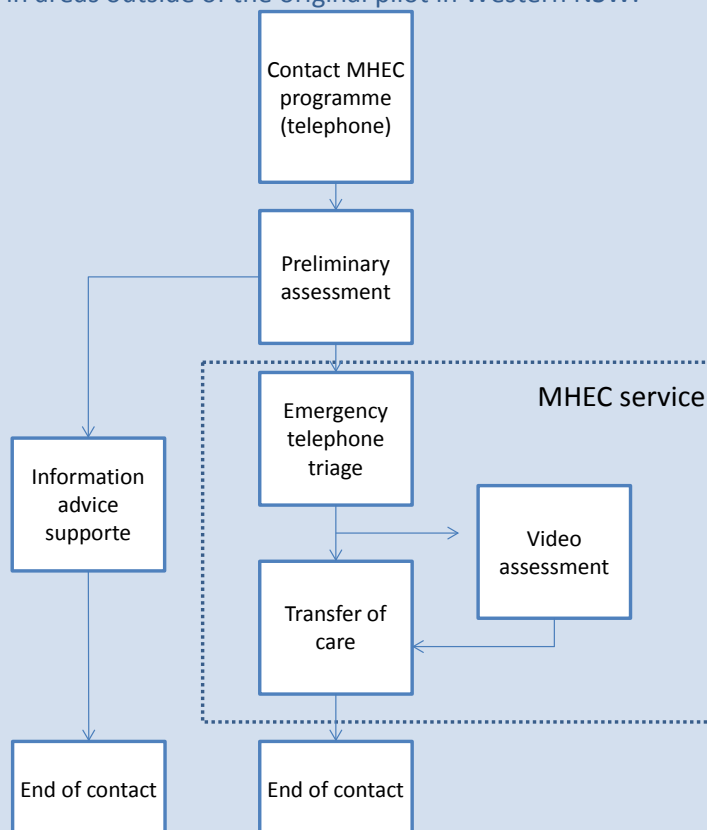 in areas outside of the original pilot in Western NSW.
Contact MHEC
programme
(telephone)
Preliminary
assessment
MHEC service
Emergency
telephone
triage
Information
advice
supporte
Video
assessment
Transfer of
care
End of contact
End of contact